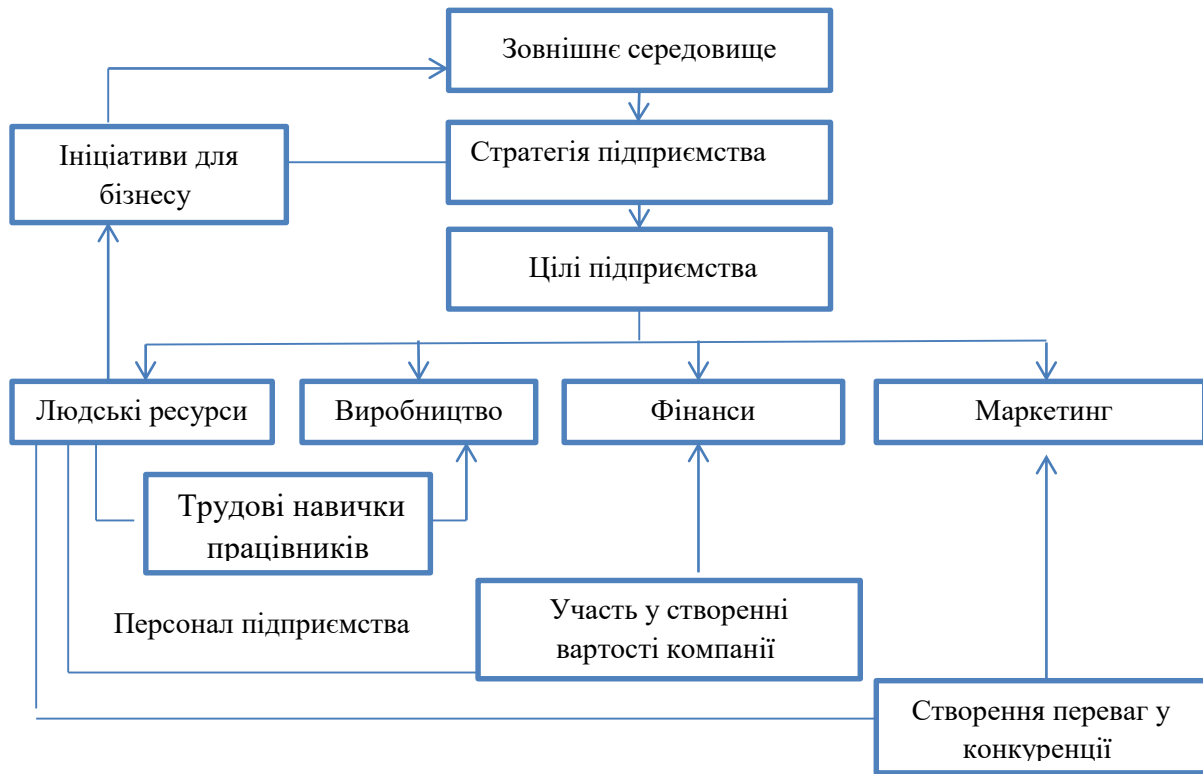 Зовнішнє середовище
Ініціативи для
бізнесу
Стратегія підприємства
Цілі підприємства
Людські ресурси
Виробництво
Фінанси
Маркетинг
Трудові навички
працівників
Персонал підприємства
Участь у створенні
вартості компанії
Створення переваг у
конкуренції